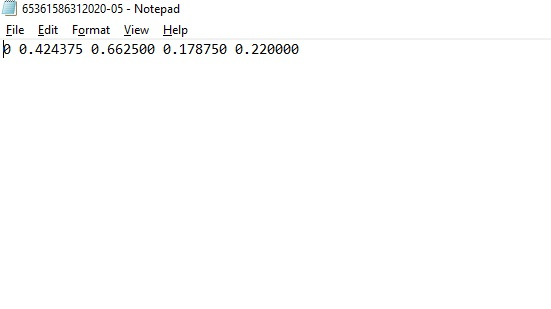 65361586312020-05 - Notepad
File Edit Format View Help
0 0.424375 0.662500 0.178750 0.220000